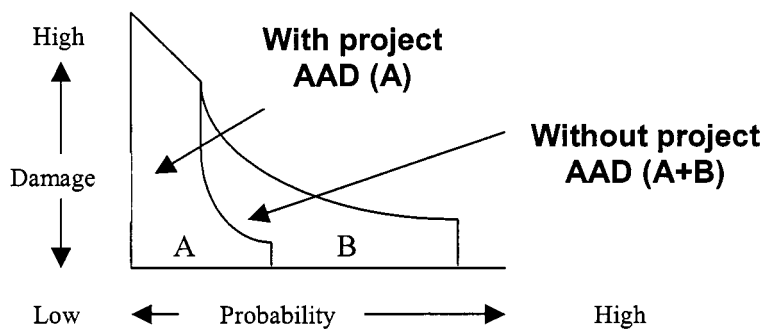 High
Damage
Low
With project
AAD (A)
Without project
AAD (A+B)
A
B
Probability
High